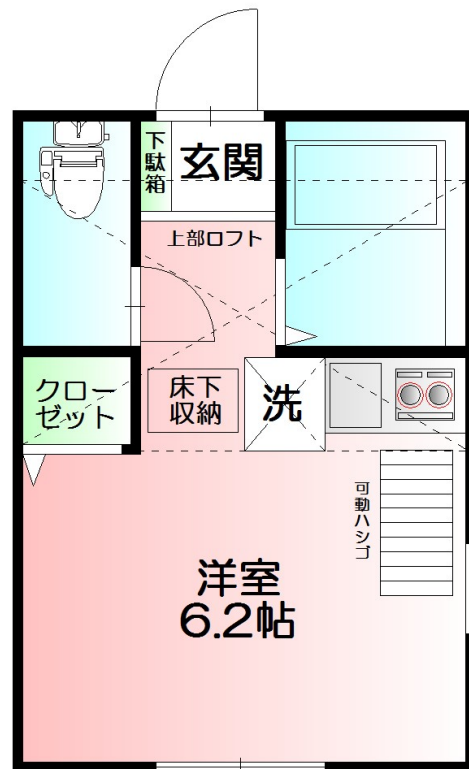 下駄箱
玄関
上部ロフト
クロー
ゼット
床下
収納
洗
可動ハシゴ
洋室
6.2帖